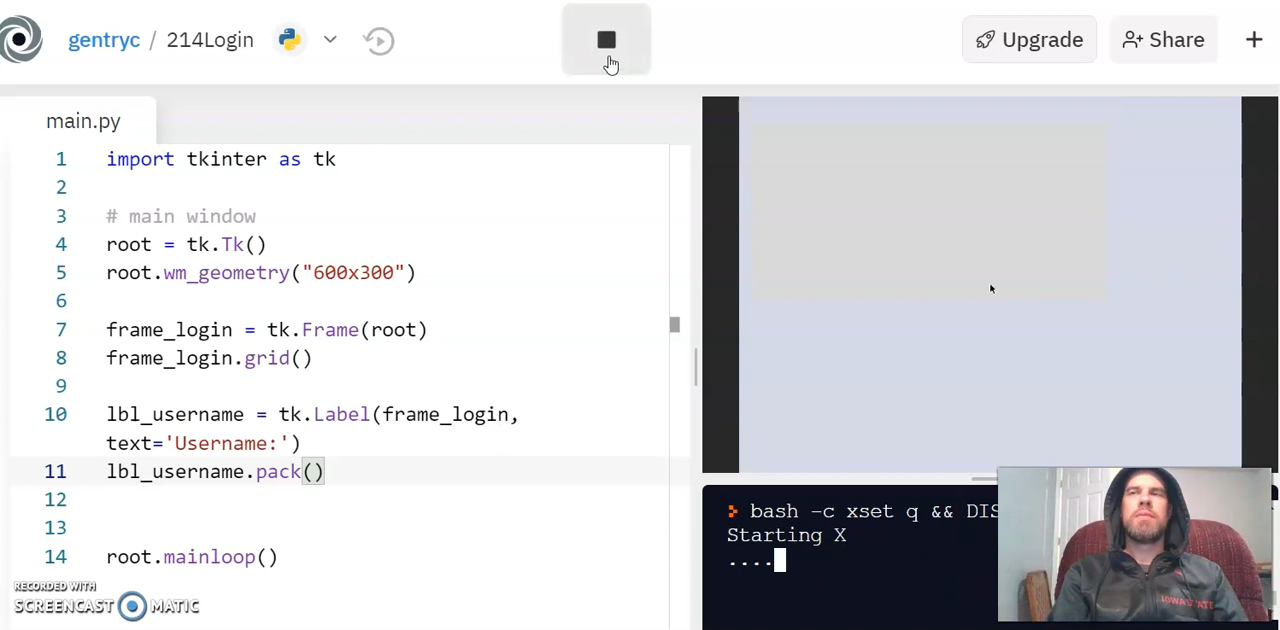 gentryc / 214Login
Upgrade
Share
+
main.py
1 import tkinter as tk
2
3 # main window
4 root = tk.Tk()
5 root.wm_geometry("600x300")
6
7 frame_login = tk.Frame(root)
8 frame_login.grid()
9
10 lbl_username = tk.Label(frame_login,
text='Username:')
11 lbl_username.pack()
12
13
14 root.mainloop()
bash -c xset q && DIS
Starting X
....
IOWA STATE
RECORDED WITH
SCREENCAST MATIC